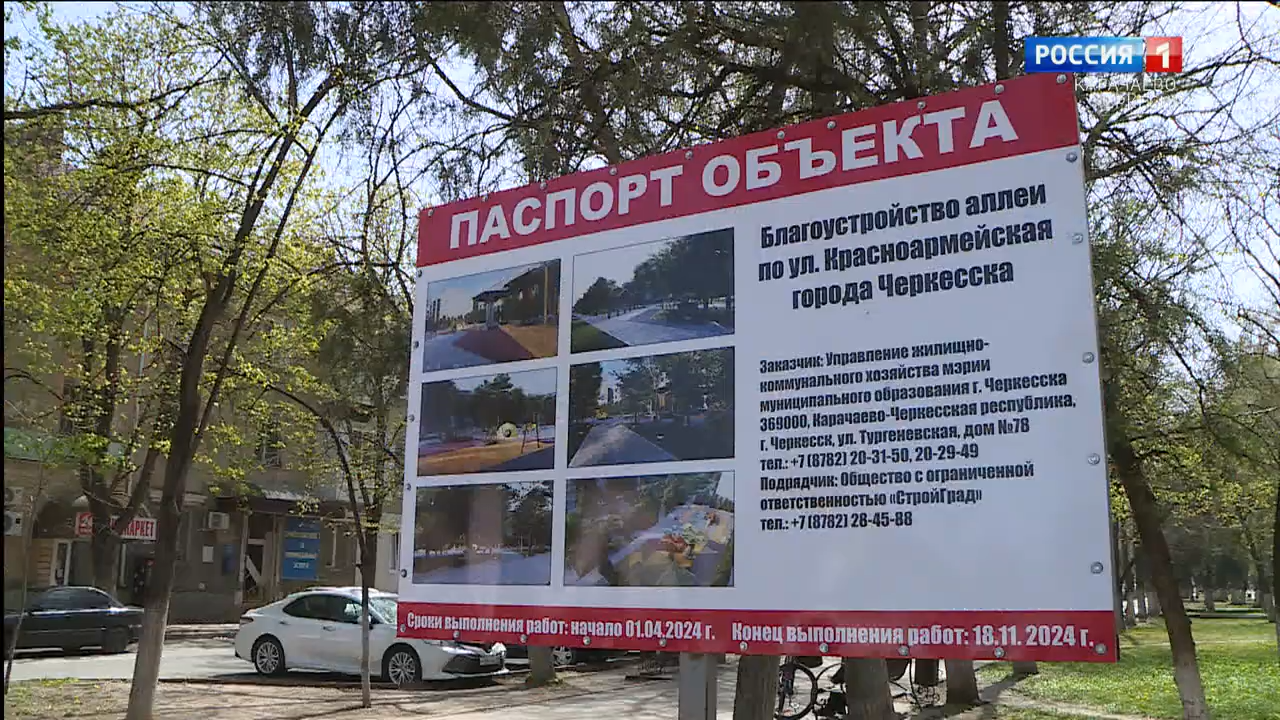 РОССИЯ 1
ПАСПОРТ ОБЪЕКТА
Благоустройство аллеи
по ул. Красноармейская
города Черкесска
Заказчик: Управление жилищно-
коммунального хозяйства мэрии
муниципального образования г. Черкесска
369000, Карачаево-Черкесская республика,
г. Черкесск, ул. Тургеневская, дом №78
тел.: +7 (8782) 20-31-50, 20-29-49
Подрядчик: Общество с ограниченной
ответственностью «СтройГрад»
тел.: +7 (8782) 28-45-88
Сроки выполнения работ: начало 01.04.2024 г. Конец выполнения работ: 18.11. 2024 г.